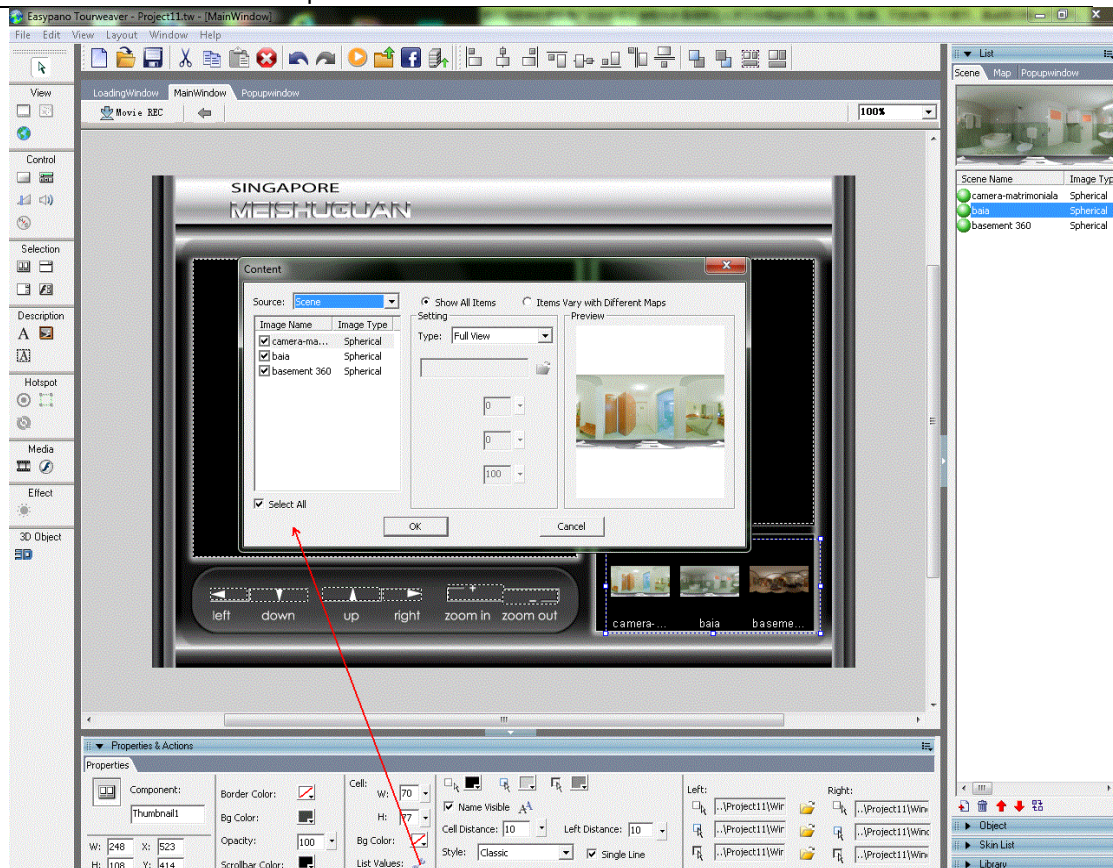 Easypano Tourweaver - Project11.tw - [MainWindow]
File Edit View Layout Window Help
List
Scene Map Popupwindow
LoadingWindow MainWindow Popupwindow
Movie REC
100%
View
Control
Selection
Description
Hotspot
Media
Effect
3D Object
3D
SINGAPORE
MEISHUGUAN
Content
Source: Scene
Show All Items
Items Vary with Different Maps
Image Name Image Type
camera-ma... Spherical
baia Spherical
basement 360 Spherical
Select All
Setting
Type: Full View
0
0
100
Preview
OK Cancel
left down up right zoom in zoom out
camera-... baia baseme...
Scene Name Image Typ
camera-matrimoniala Spherical
baia Spherical
basement 360 Spherical
Properties & Actions
Properties
Component:
Thumbnail1
W: 248 X: 523
H: 108 Y: 414
Border Color:
Bg Color:
Opacity: 100
Scrollbar Color:
Cell: W: 70
H: 77
Bg Color:
List Values:
Name Visible
Cell Distance: 10 Left Distance: 10
Style: Classic Single Line
Left: Right:
..\Project11\Wir ..\Project11\Win
..\Project11\Wir ..\Project11\Winc
..\Project11\Wir ..\Project11\Win
Object
Skin List
Library